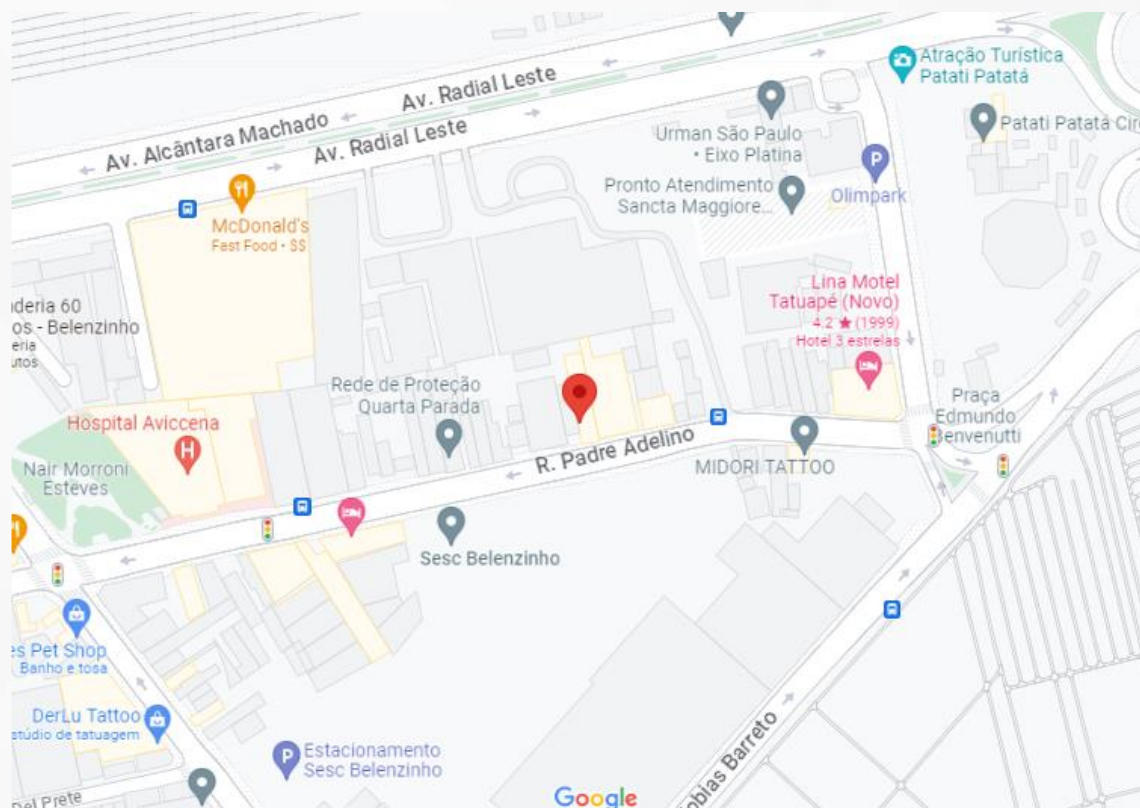 Atração Turística
Patati Patatá
Av. Radial Leste
Av. Alcântara Machado
Av. Radial Leste
Urman São Paulo
• Eixo Platina
Patati Patatá Cir
Pronto Atendimento
Sancta Maggiore...
P
Olimpark
McDonald's
Fast Food • $$
Lina Motel
Tatuapé (Novo)
4.2 ★ (1999)
Hotel 3 estrelas
aderia 60
os - Belenzinho
eria
utos
Rede de Proteção
Quarta Parada
Praça
Edmundo
Benvenutti
Hospital Aviccena
H
R. Padre Adelino
MIDORI TATTOO
Nair Morroni
Esteves
Sesc Belenzinho
es Pet Shop
Banho e tosa
DerLu Tattoo
stúdio de tatuagem
P
Estacionamento
Sesc Belenzinho
obias Barreto
Del Prete
Google